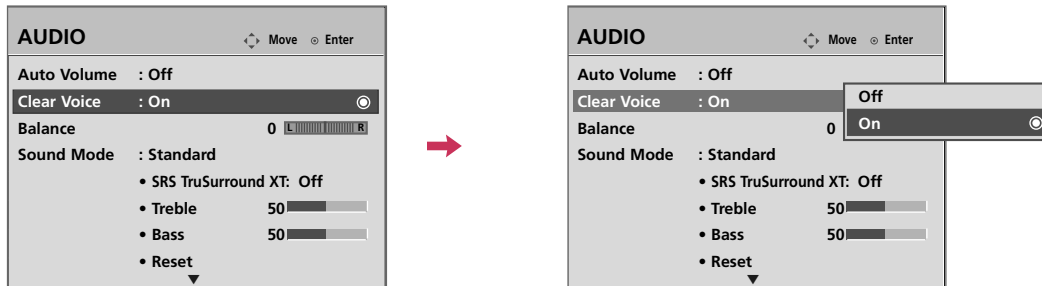 AUDIO Move Enter
Auto Volume : Off
Clear Voice : On
Balance 0 L R
Sound Mode : Standard
• SRS TruSurround XT: Off
• Treble 50
• Bass 50
• Reset
AUDIO Move Enter
Auto Volume : Off
Clear Voice : On
Balance 0
Sound Mode : Standard
• SRS TruSurround XT: Off
• Treble 50
• Bass 50
• Reset
Off
On